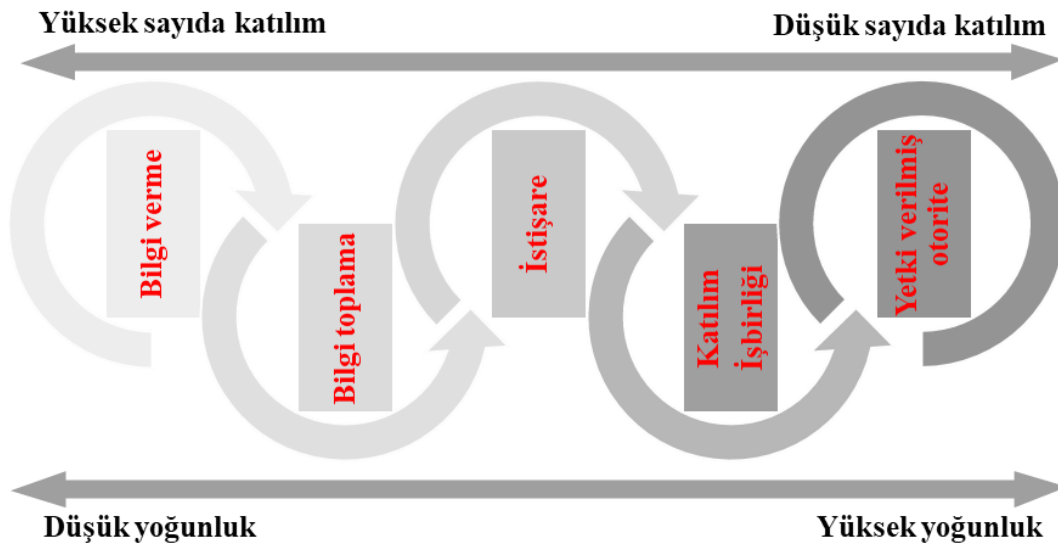 Yüksek sayıda katılım
Düşük sayıda katılım
Bilgi verme
Bilgi toplama
İstişare
Katılım
İşbirliği
Yetki verilmiş
otorite
Düşük yoğunluk
Yüksek yoğunluk